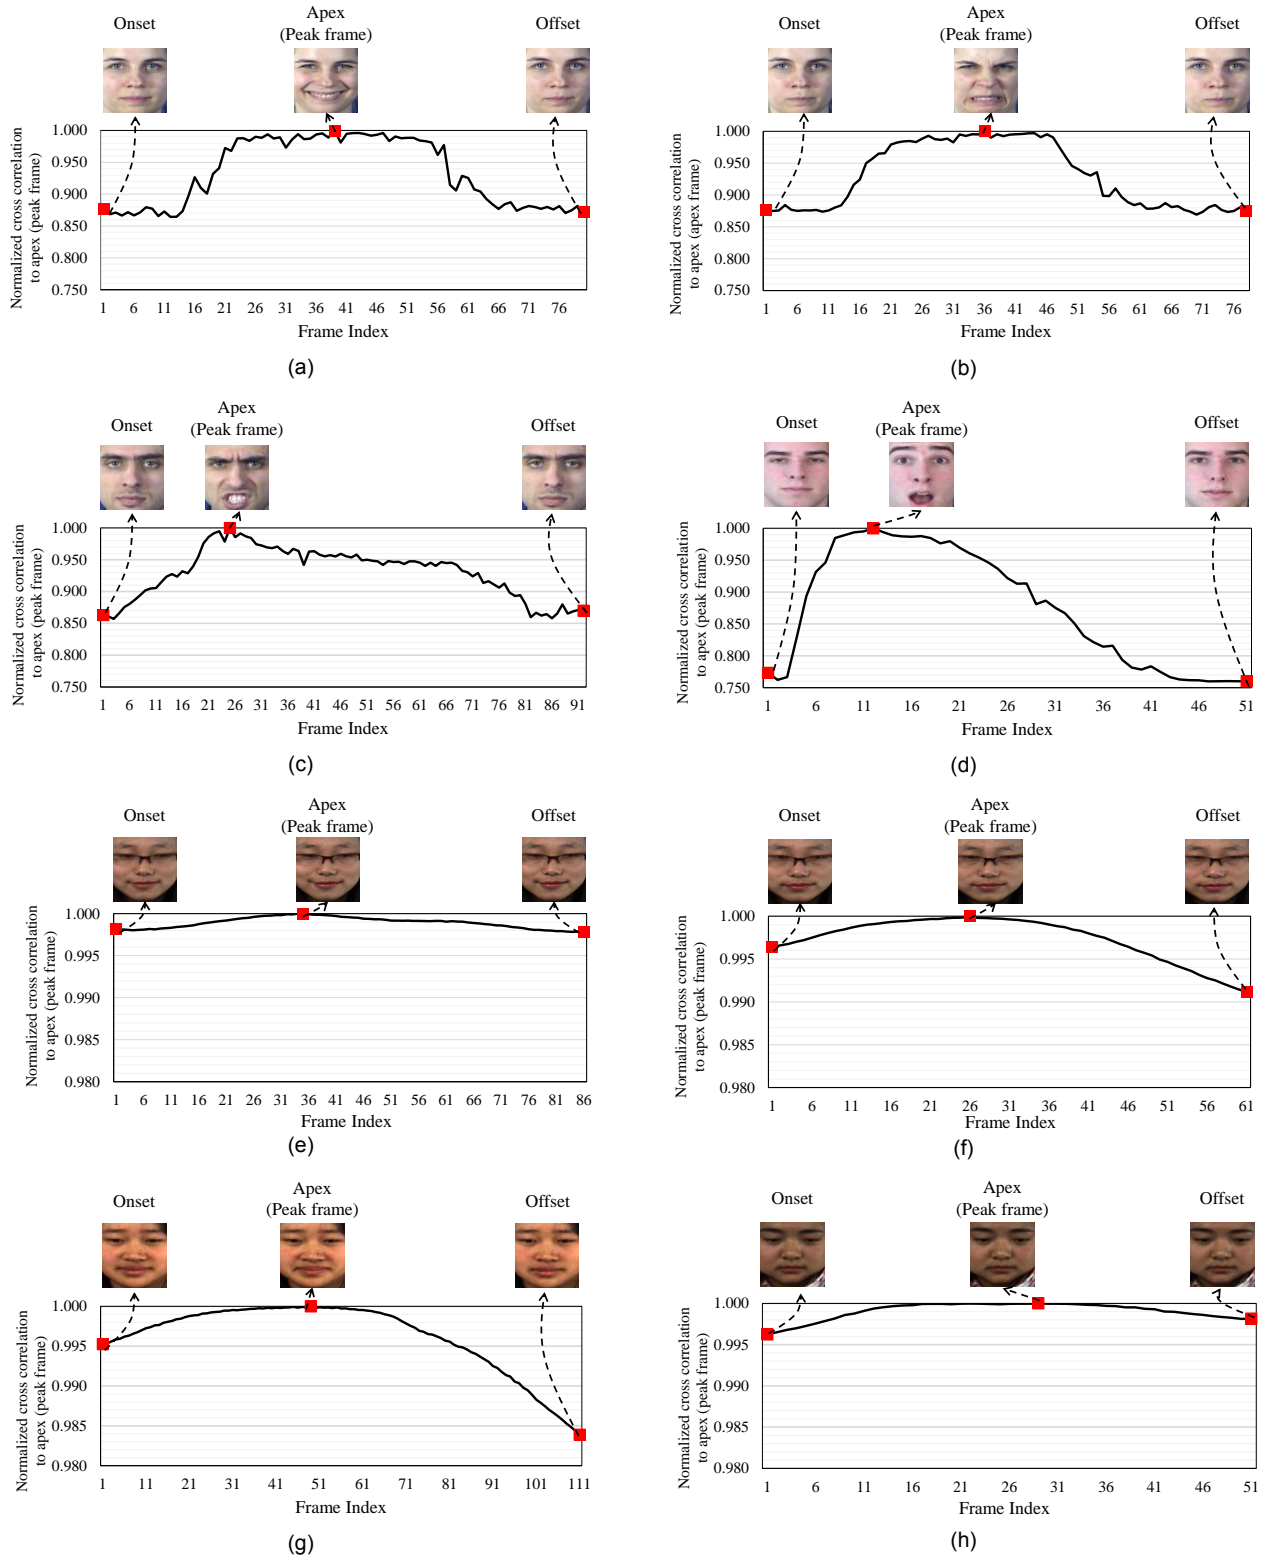 Onset
Apex
(Peak frame)
Offset
Normalized cross correlation
to apex (peak frame)
1.000
0.950
0.900
0.850
0.800
0.750
1 6 11 16 21 26 31 36 41 46 51 56 61 66 71 76
Frame Index
(a)
Onset
Apex
(Peak frame)
Offset
Normalized cross correlation
to apex (apex frame)
1.000
0.950
0.900
0.850
0.800
0.750
1 6 11 16 21 26 31 36 41 46 51 56 61 66 71 76
Frame Index
(b)
Onset
Apex
(Peak frame)
Offset
Normalized cross correlation
to apex (peak frame)
1.000
0.950
0.900
0.850
0.800
0.750
1 6 11 16 21 26 31 36 41 46 51 56 61 66 71 76 81 86 91
Frame Index
(c)
Onset
Apex
(Peak frame)
Offset
Normalized cross correlation
to apex (peak frame)
1.000
0.950
0.900
0.850
0.800
0.750
1 6 11 16 21 26 31 36 41 46 51
Frame Index
(d)
Onset
Apex
(Peak frame)
Offset
Normalized cross correlation
to apex (peak frame)
1.000
0.995
0.990
0.985
0.980
1 6 11 16 21 26 31 36 41 46 51 56 61 66 71 76 81 86
Frame Index
(e)
Onset
Apex
(Peak frame)
Offset
Normalized cross correlation
to apex (peak frame)
1.000
0.995
0.990
0.985
0.980
1 6 11 16 21 26 31 36 41 46 51 56 61
Frame Index
(f)
Onset
Apex
(Peak frame)
Offset
Normalized cross correlation
to apex (peak frame)
1.000
0.995
0.990
0.985
0.980
1 11 21 31 41 51 61 71 81 91 101 111
Frame Index
(g)
Onset
Apex
(Peak frame)
Offset
Normalized cross correlation
to apex (peak frame)
1.000
0.995
0.990
0.985
0.980
1 6 11 16 21 26 31 36 41 46 51
Frame Index
(h)